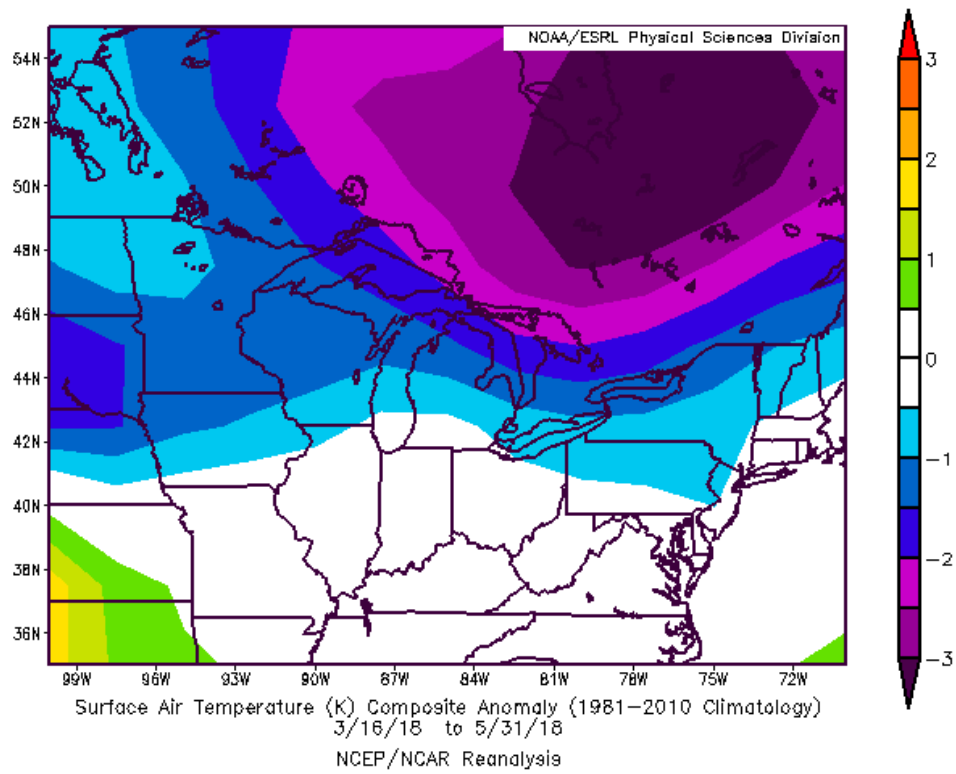 NOAA/ESRL Physical Sciences Division
54N
52N
50N
48N
46N
44N
42N
40N
38N
36N
99W 96W 93W 90W 87W 84W 81W 78W 75W 72W
3
2
1
0
-1
-2
-3
Surface Air Temperature (K) Composite Anomaly (1981-2010 Climatology)
3/16/18 to 5/31/18
NCEP/NCAR Reanalysis